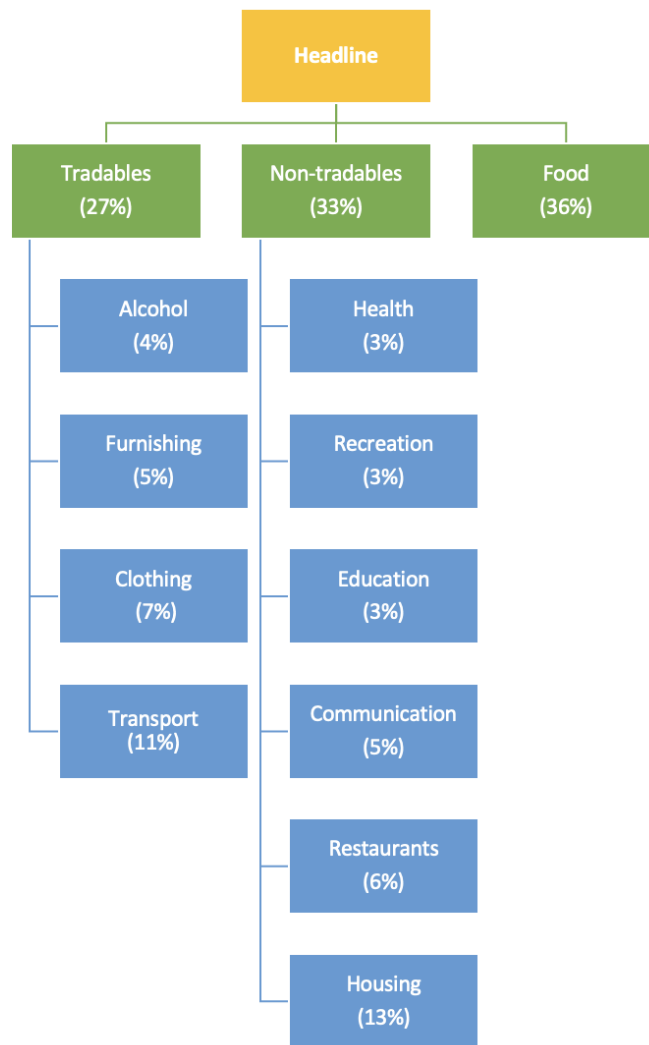 Headline
Tradables
(27%)
Non-tradables
(33%)
Food
(36%)
Alcohol
(4%)
Health
(3%)
Furnishing
(5%)
Recreation
(3%)
Clothing
(7%)
Education
(3%)
Transport
(11%)
Communication
(5%)
Restaurants
(6%)
Housing
(13%)